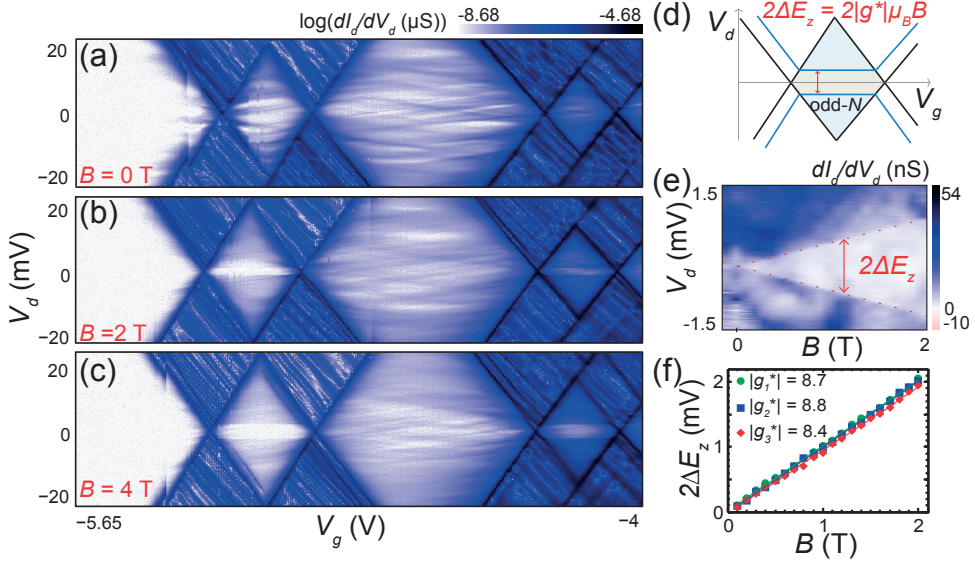 log(dI_d/dV_d (μS)) -8.68 -4.68
(a)
20
0
−20
B = 0 T
(b)
20
0
−20
B =2 T
V_d (mV)
(c)
20
0
−20
B = 4 T
−5.65 V_g (V) −4
(d)
V_d
2ΔE_z = 2|g*|μ_B B
odd-N
V_g
(e)
dI_d/dV_d (nS)
1.5
V_d (mV)
-1.5
2ΔE_z
54
0
-10
0 B (T) 2
(f)
2ΔE_z (mV)
2
1
0
|g_1*| = 8.7
|g_2*| = 8.8
|g_3*| = 8.4
0 1 2
B (T)